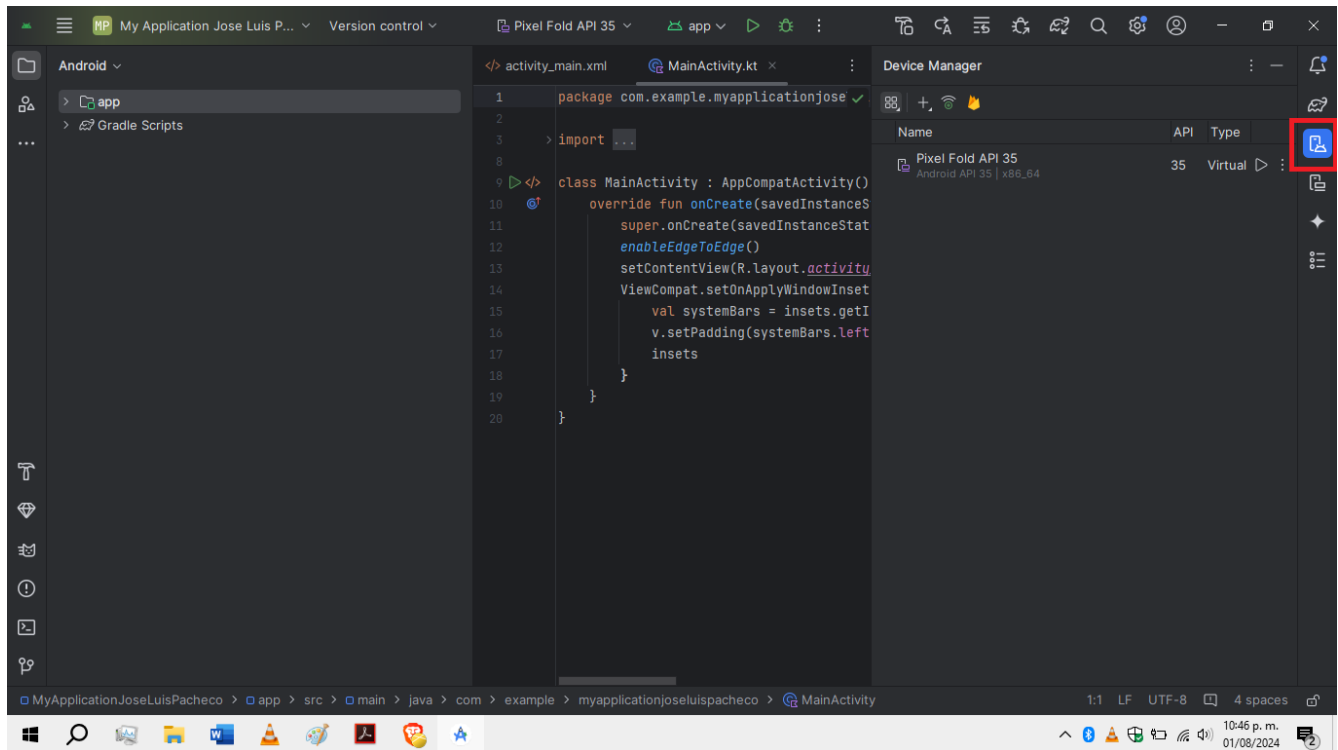 MP My Application Jose Luis P... Version control Pixel Fold API 35 app
Android activity_main.xml MainActivity.kt Device Manager
app
Gradle Scripts
Name API Type
Pixel Fold API 35 35 Virtual
Android API 35 | x86_64
1 package com.example.myapplicationjose
2
3 import ...
8
9 class MainActivity : AppCompatActivity()
10 override fun onCreate(savedInstanceS
11 super.onCreate(savedInstanceStat
12 enableEdgeToEdge()
13 setContentView(R.layout.activity_
14 ViewCompat.setOnApplyWindowInset
15 val systemBars = insets.getI
16 v.setPadding(systemBars.left
17 insets
18 }
19 }
20 }
MyApplicationJoseLuisPacheco > app > src > main > java > com > example > myapplicationjoseluispacheco > MainActivity 1:1 LF UTF-8 4 spaces
10:46 p. m.
01/08/2024
2